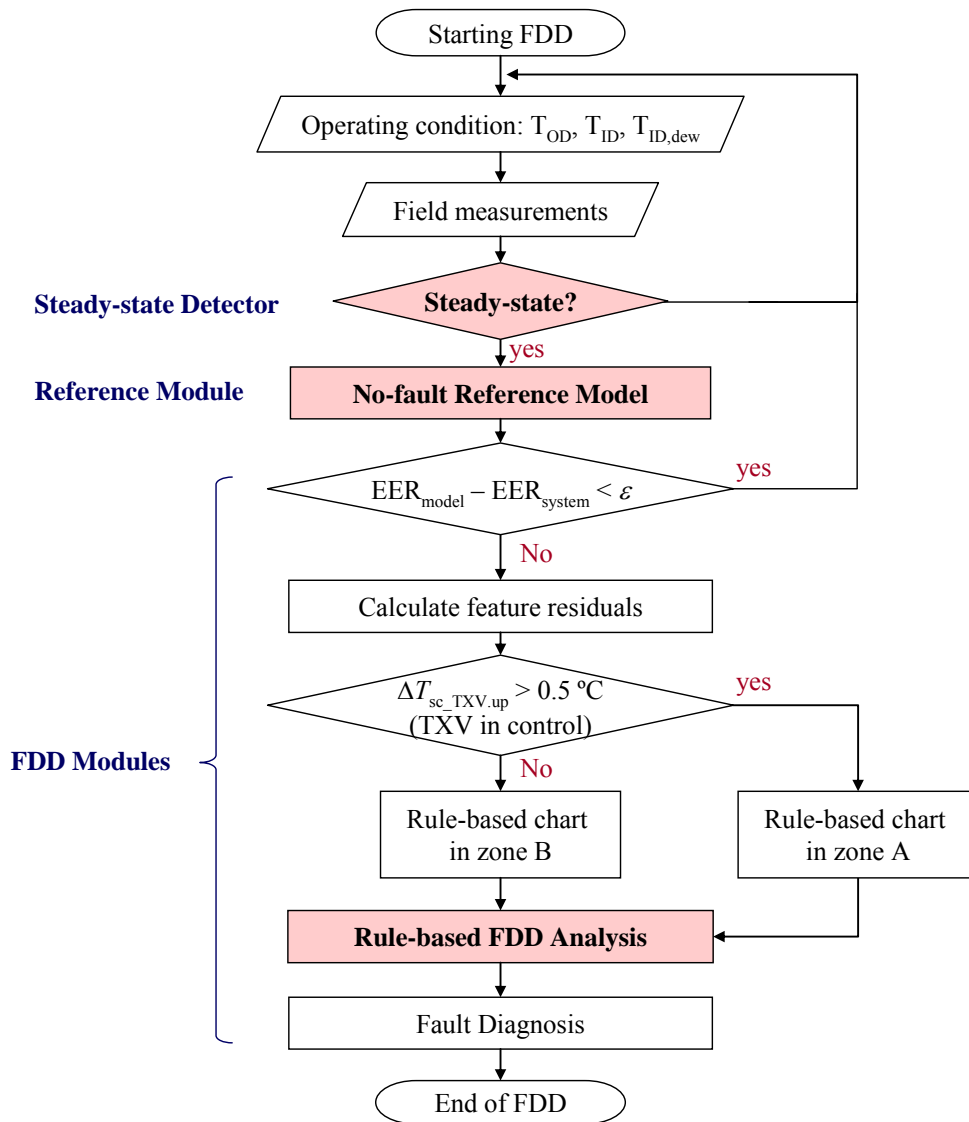 Starting FDD
Operating condition: T_OD, T_ID, T_ID,dew
Field measurements
Steady-state Detector
Steady-state?
yes
Reference Module
No-fault Reference Model
yes
EER_model – EER_system < ε
No
Calculate feature residuals
yes
ΔT_sc_TXV.up > 0.5 ºC
(TXV in control)
FDD Modules
No
Rule-based chart
in zone B
Rule-based chart
in zone A
Rule-based FDD Analysis
Fault Diagnosis
End of FDD